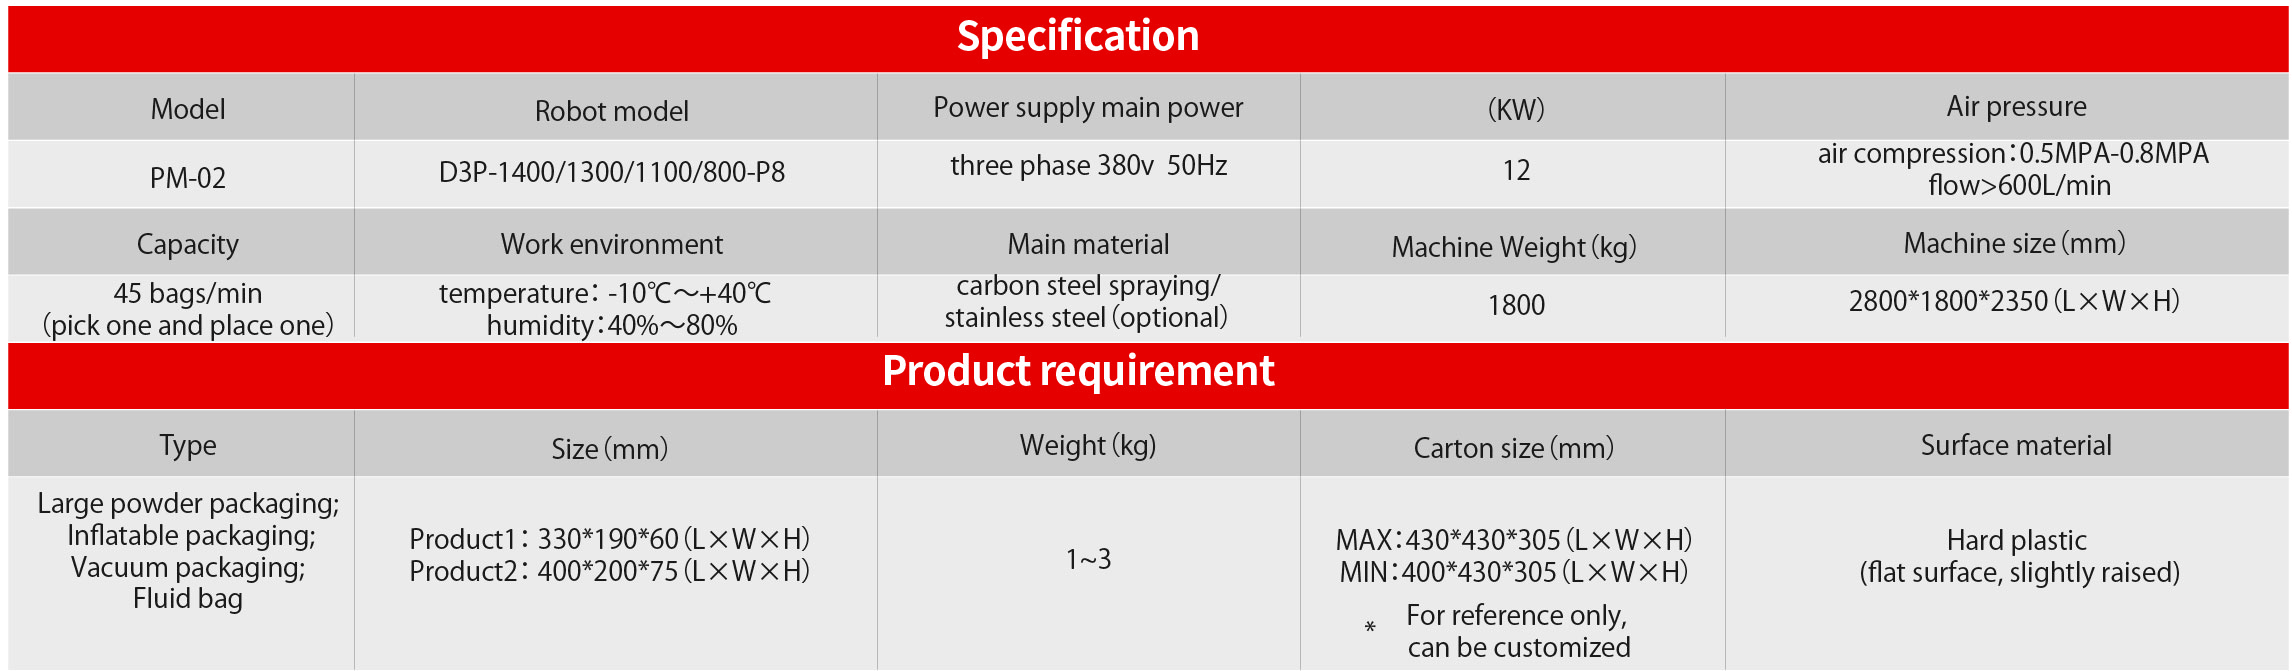 Specification
Model
Robot model
Power supply main power
（KW）
Air pressure
PM-02
D3P-1400/1300/1100/800-P8
three phase 380v  50Hz
12
air compression：0.5MPA-0.8MPA
flow>600L/min
Capacity
Work environment
Main material
Machine Weight（kg）
Machine size（mm）
45 bags/min
（pick one and place one）
temperature： -10℃～+40℃
humidity：40%～80%
carbon steel spraying/
stainless steel（optional）
1800
2800*1800*2350（L×W×H）
Product requirement
Type
Size（mm）
Weight（kg)
Carton size（mm）
Surface material
Large powder packaging;
Inflatable packaging;
Vacuum packaging;
Fluid bag
Product1： 330*190*60（L×W×H）
Product2： 400*200*75（L×W×H）
1~3
MAX：430*430*305（L×W×H）
MIN：400*430*305（L×W×H）
* For reference only,
can be customized
Hard plastic
(flat surface, slightly raised)